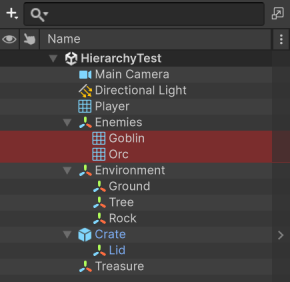 Name
HierarchyTest
Main Camera
Directional Light
Player
Enemies
Goblin
Orc
Environment
Ground
Tree
Rock
Crate
Lid
Treasure